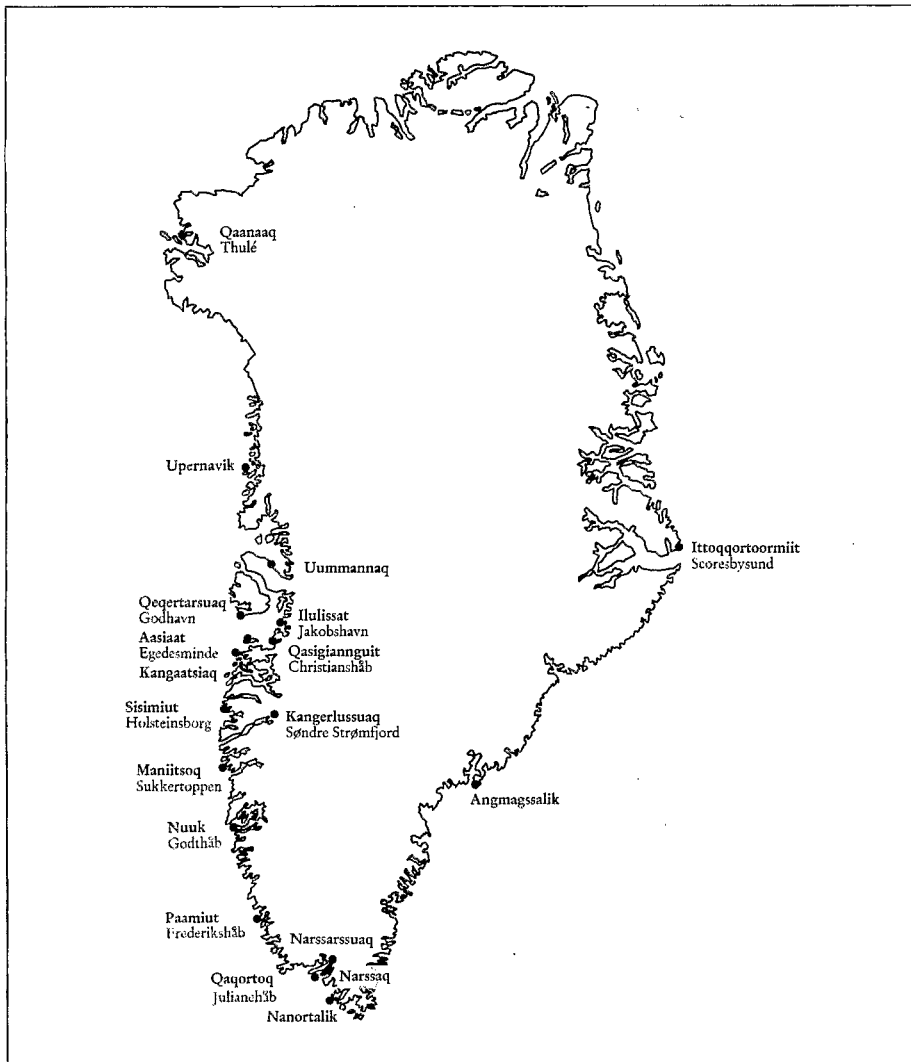 Qaanaaq
Thulé
Upernavik
Ittoqqortoormiit
Scoresbysund
Uummannaq
Qeqertarsuaq
Godhavn
Ilulissat
Jakobshavn
Aasiaat
Egedesminde
Qasigiannguit
Christianshåb
Kangaatsiaq
Sisimiut
Holsteinsborg
Kangerlussuaq
Søndre Strømfjord
Maniitsoq
Sukkertoppen
Angmagssalik
Nuuk
Godthåb
Paamiut
Frederikshåb
Narssarssuaq
Qaqortoq
Julianehåb
Narssaq
Nanortalik